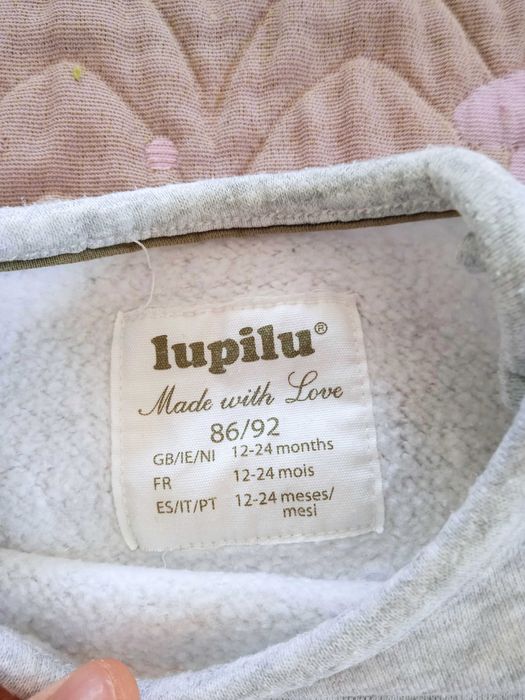 lupilu®
Made with Love
86/92
GB/IE/NI 12-24 months
FR 12-24 mois
ES/IT/PT 12-24 meses/
mesi